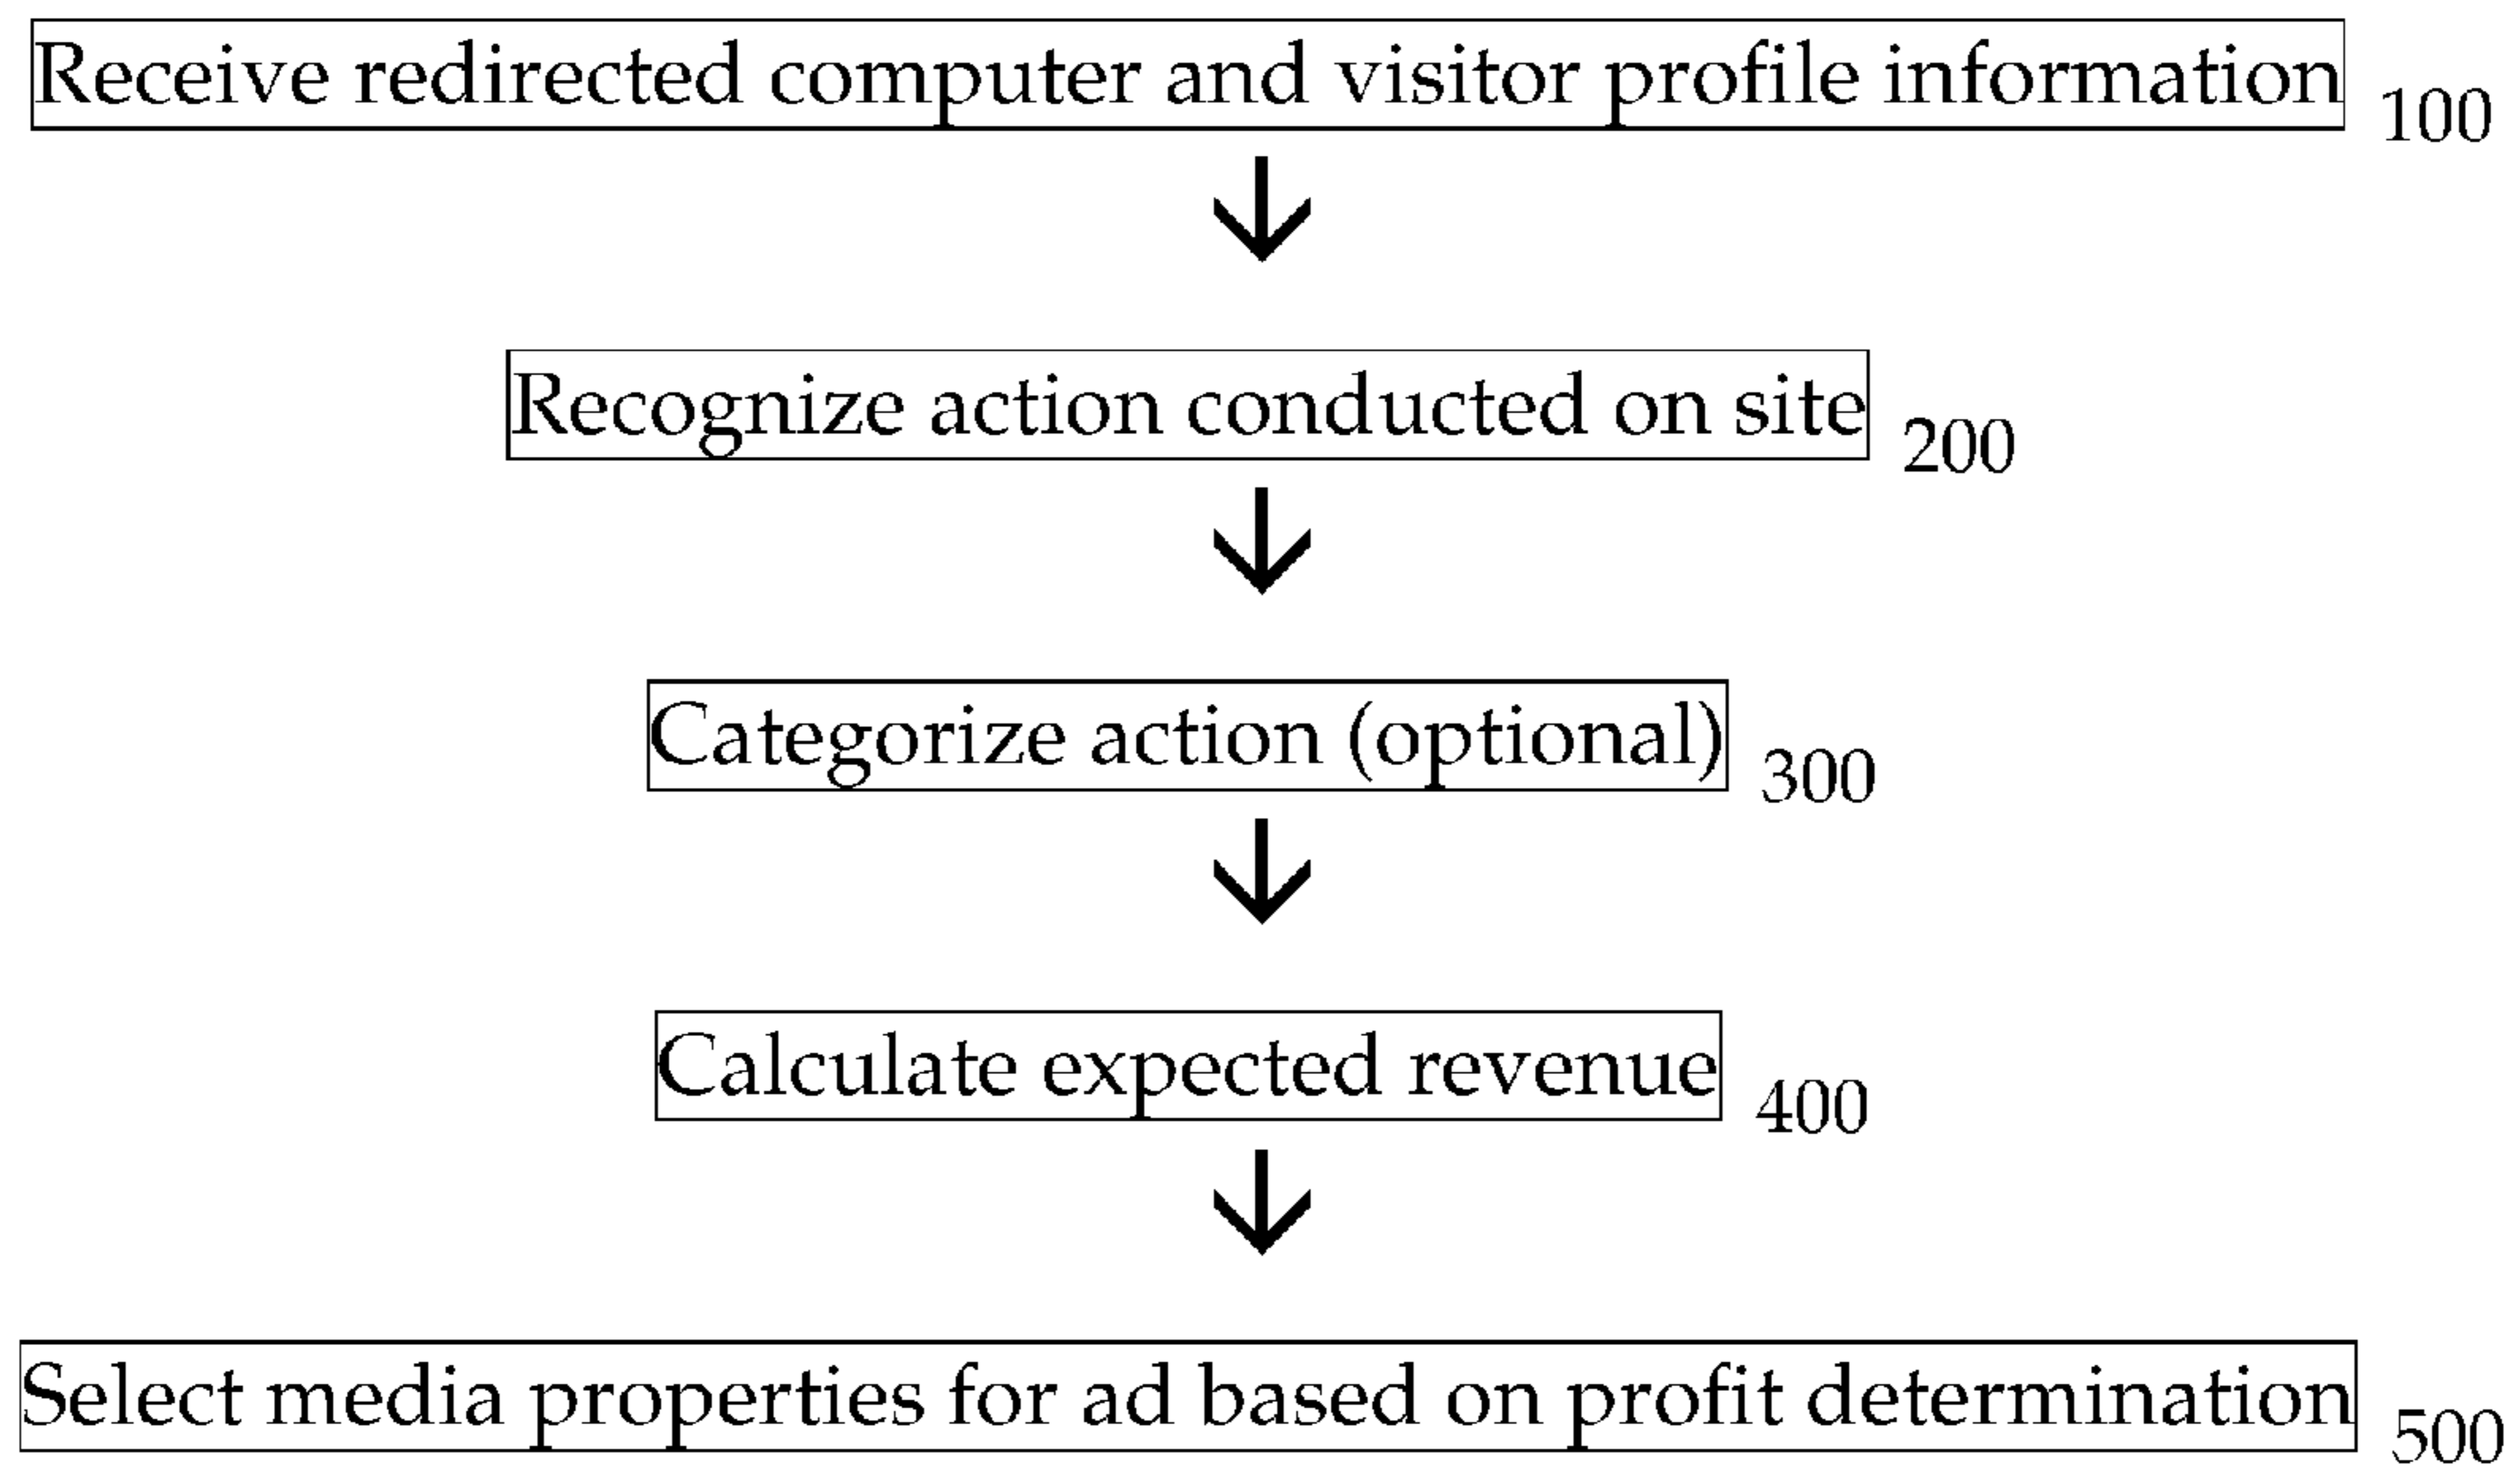 Receive redirected computer and visitor profile information 100
Recognize action conducted on site 200
Categorize action (optional) 300
Calculate expected revenue 400
Select media properties for ad based on profit determination 500